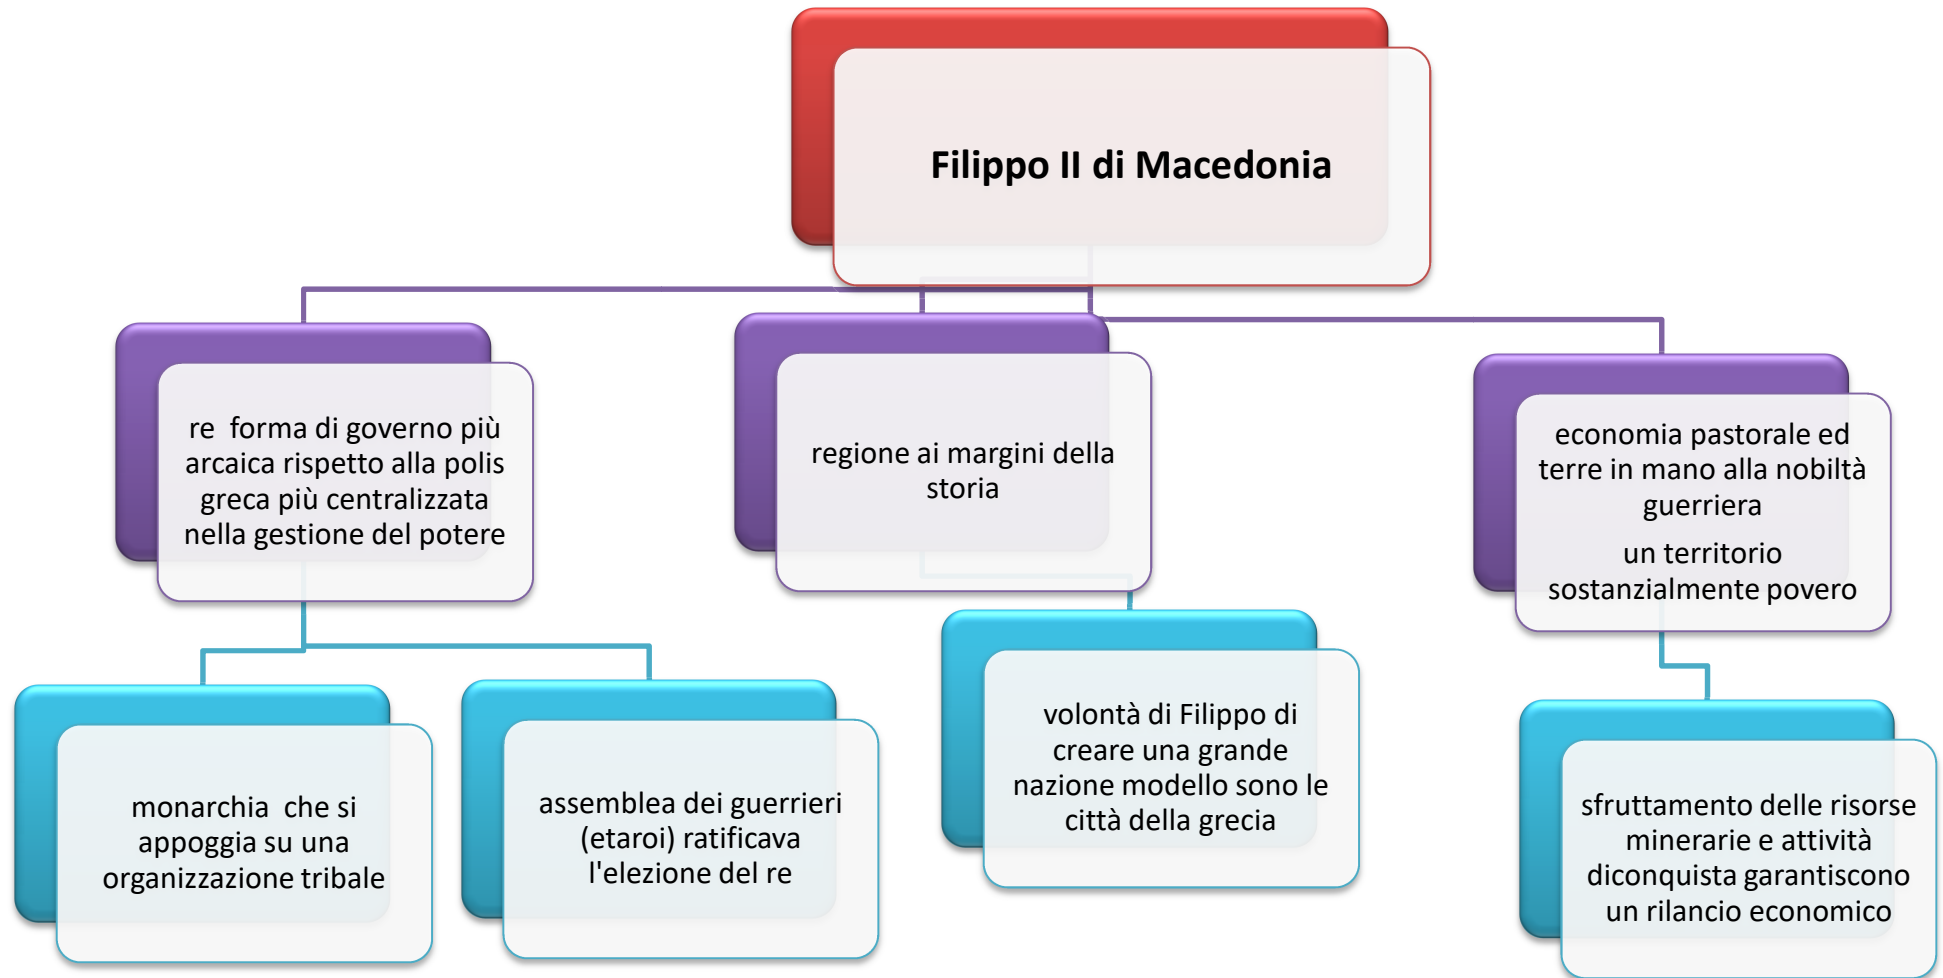 Filippo II di Macedonia
re  forma di governo più
arcaica rispetto alla polis
greca più centralizzata
nella gestione del potere
regione ai margini della
storia
economia pastorale ed
terre in mano alla nobiltà
guerriera
un territorio
sostanzialmente povero
monarchia  che si
appoggia su una
organizzazione tribale
assemblea dei guerrieri
(etaroi) ratificava
l'elezione del re
volontà di Filippo di
creare una grande
nazione modello sono le
città della grecia
sfruttamento delle risorse
minerarie e attività
diconquista garantiscono
un rilancio economico